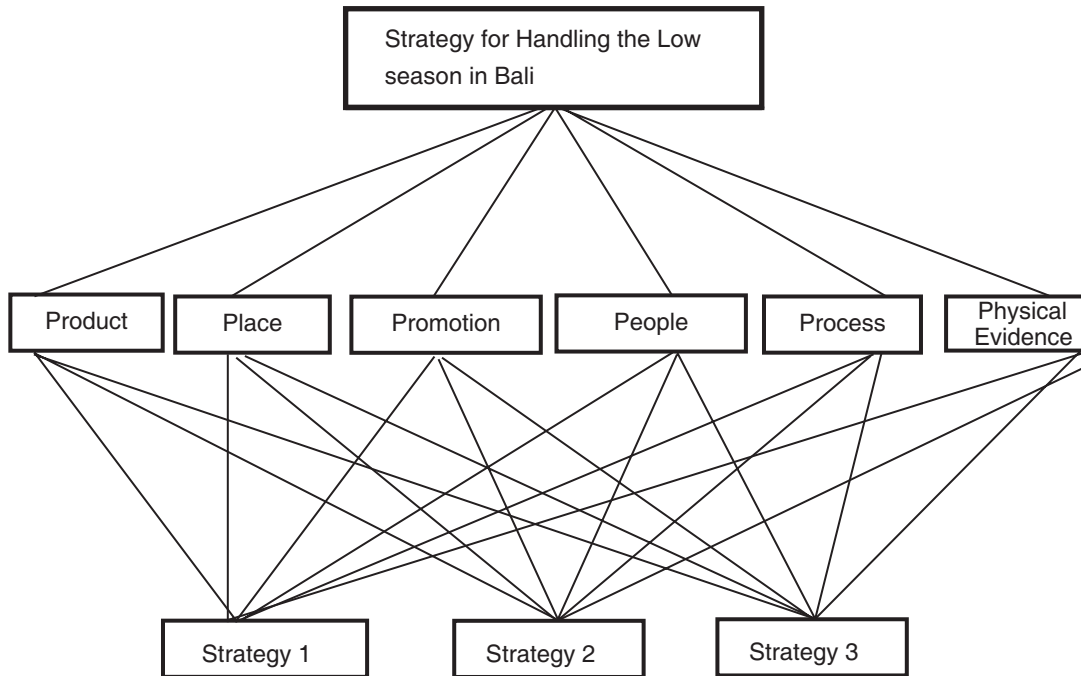 Strategy for Handling the Low
season in Bali
Product
Place
Promotion
People
Process
Physical
Evidence
Strategy 1
Strategy 2
Strategy 3